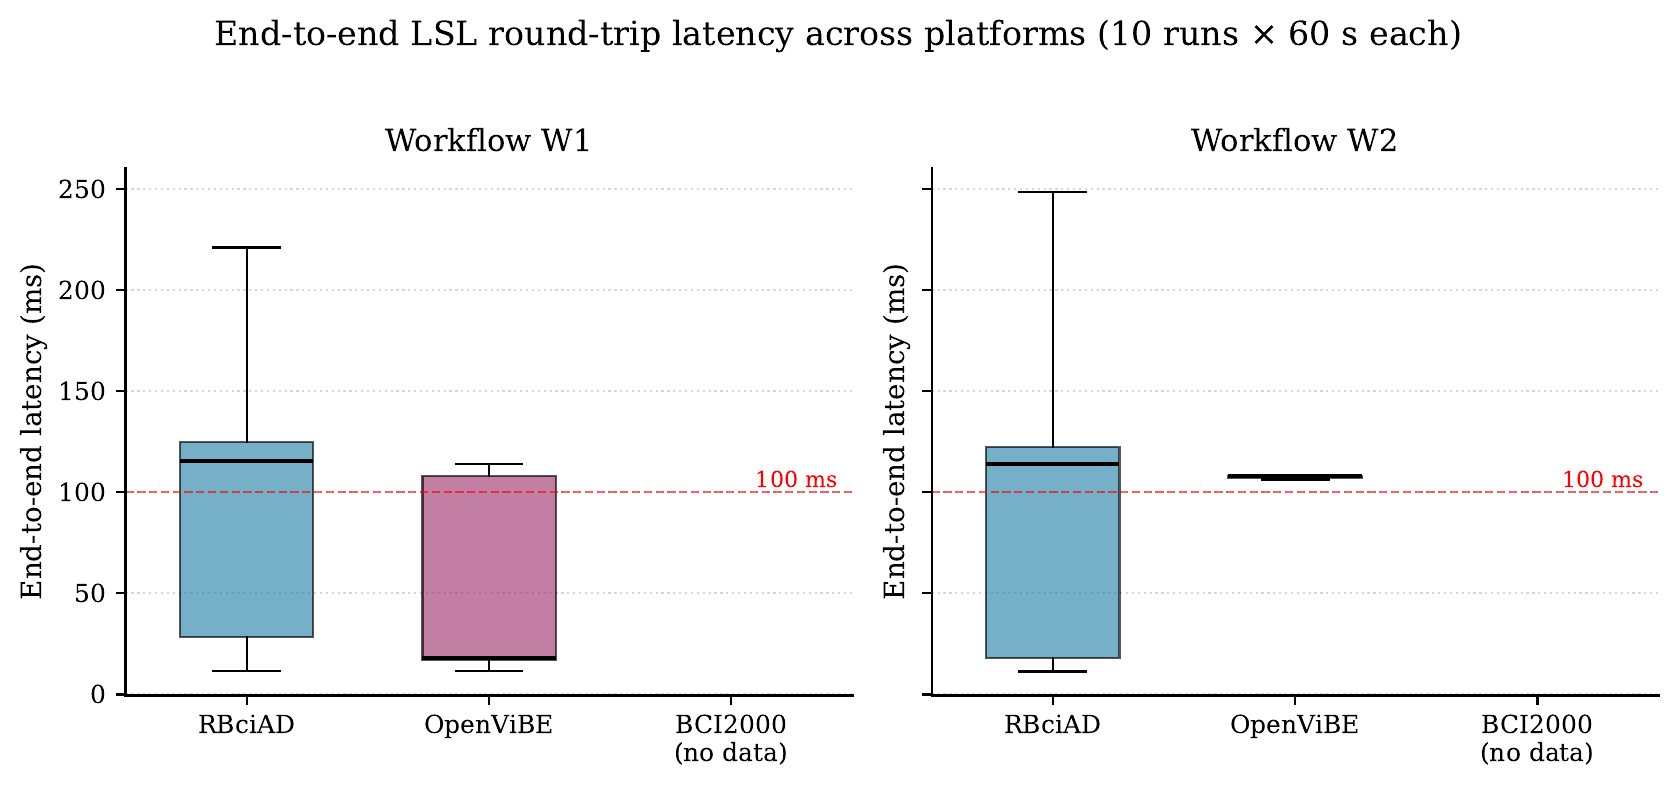 End-to-end LSL round-trip latency across platforms (10 runs × 60 s each)
Workflow W1
End-to-end latency (ms)
250
200
150
100
50
0
100 ms
RBciAD
OpenViBE
BCI2000
(no data)
Workflow W2
End-to-end latency (ms)
100 ms
RBciAD
OpenViBE
BCI2000
(no data)